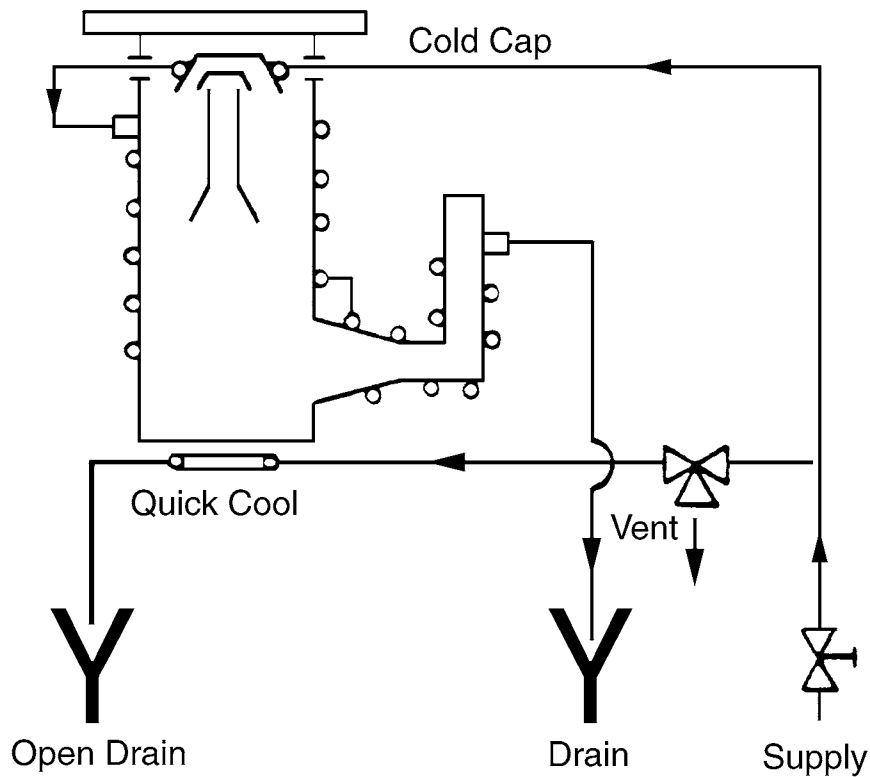 Cold Cap
Quick Cool
Vent
Open Drain
Drain
Supply